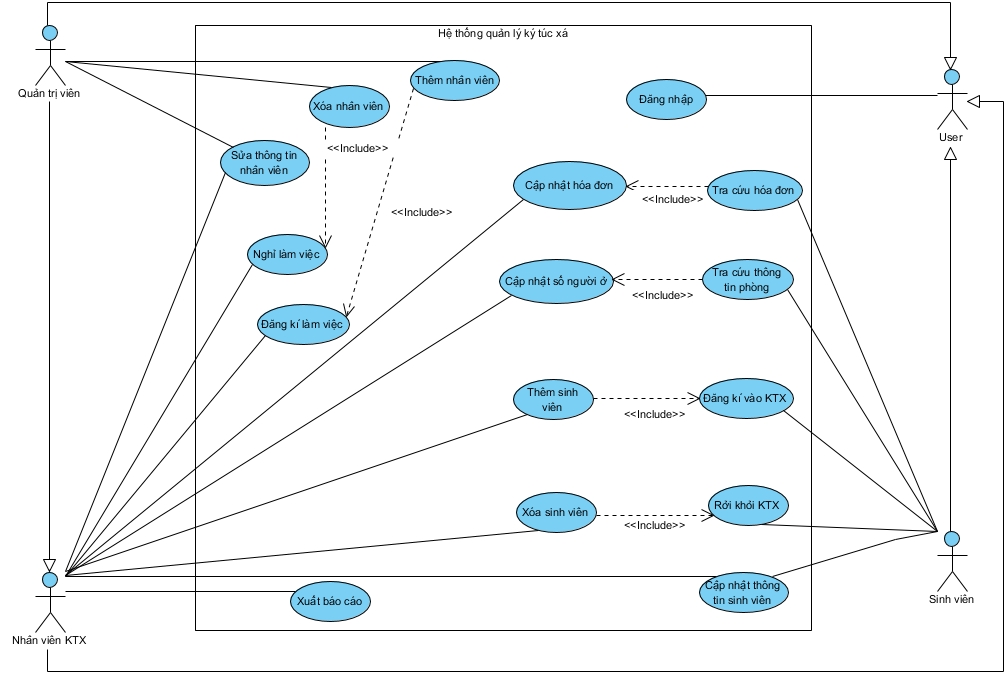 Hệ thống quản lý ký túc xá
Quản trị viên
Thêm nhân viên
Xóa nhân viên
Đăng nhập
User
<<Include>>
Sửa thông tin
nhân viên
Cập nhật hóa đơn
Tra cứu hóa đơn
<<Include>>
<<Include>>
Nghỉ làm việc
Cập nhật số người ở
Tra cứu thông
tin phòng
<<Include>>
Đăng kí làm việc
Thêm sinh
viên
Đăng kí vào KTX
<<Include>>
Xóa sinh viên
Rời khỏi KTX
<<Include>>
Cập nhật thông
tin sinh viên
Sinh viên
Xuất báo cáo
Nhân viên KTX